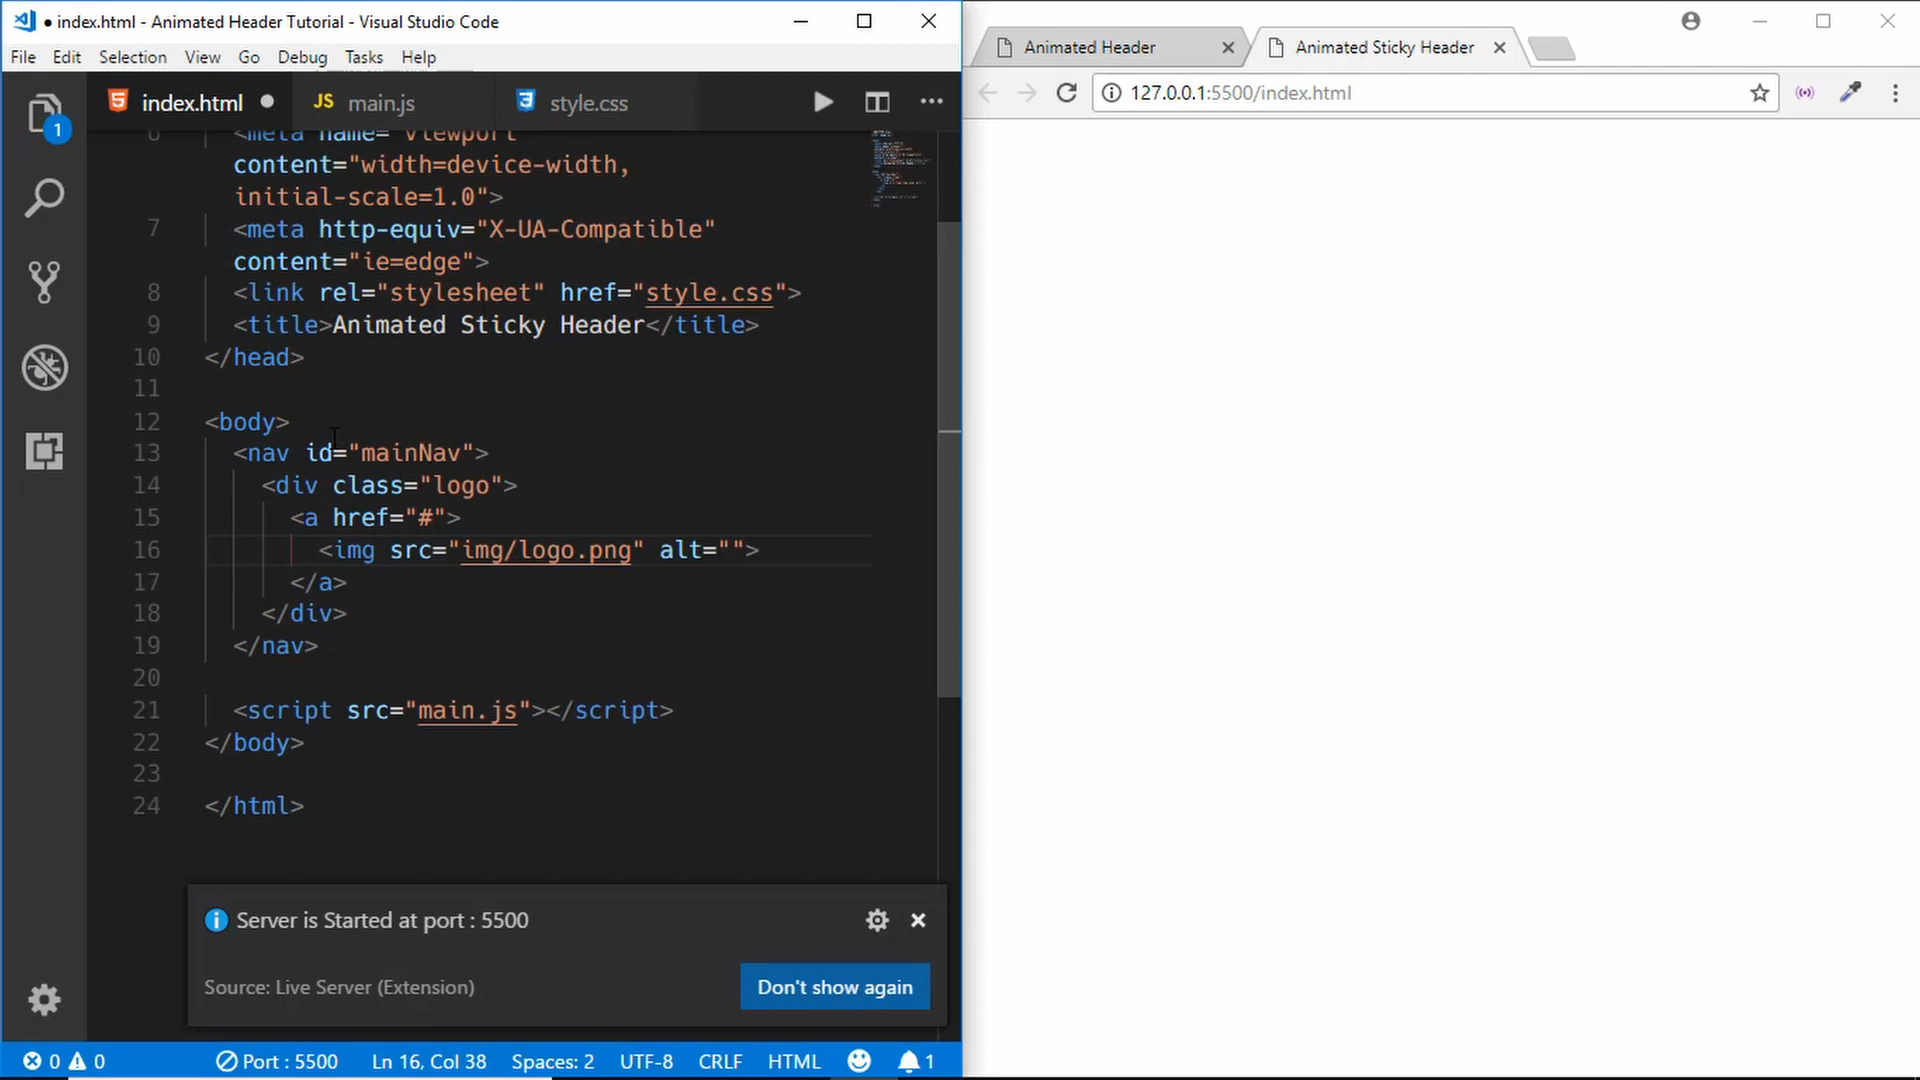 index.html - Animated Header Tutorial - Visual Studio Code
File Edit Selection View Go Debug Tasks Help
index.html
JS main.js
style.css
1
6 <meta name="viewport"
content="width=device-width,
initial-scale=1.0">
7 <meta http-equiv="X-UA-Compatible"
content="ie=edge">
8 <link rel="stylesheet" href="style.css">
9 <title>Animated Sticky Header</title>
10 </head>
11
12 <body>
13 <nav id="mainNav">
14 <div class="logo">
15 <a href="#">
16 <img src="img/logo.png" alt="">
17 </a>
18 </div>
19 </nav>
20
21 <script src="main.js"></script>
22 </body>
23
24 </html>
Server is Started at port : 5500
Source: Live Server (Extension)
Don't show again
0 0 Port : 5500 Ln 16, Col 38 Spaces: 2 UTF-8 CRLF HTML 1
Animated Header
Animated Sticky Header
127.0.0.1:5500/index.html